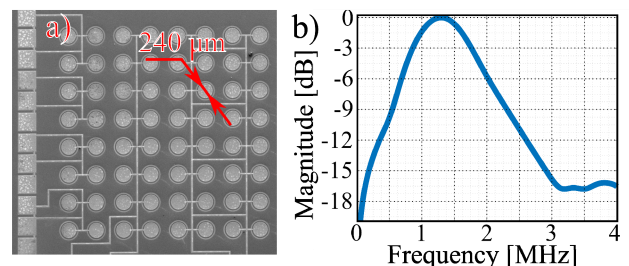 a)
240 μm
b)
0
-3
-6
-9
-12
-15
-18
Magnitude [dB]
0 1 2 3 4
Frequency [MHz]